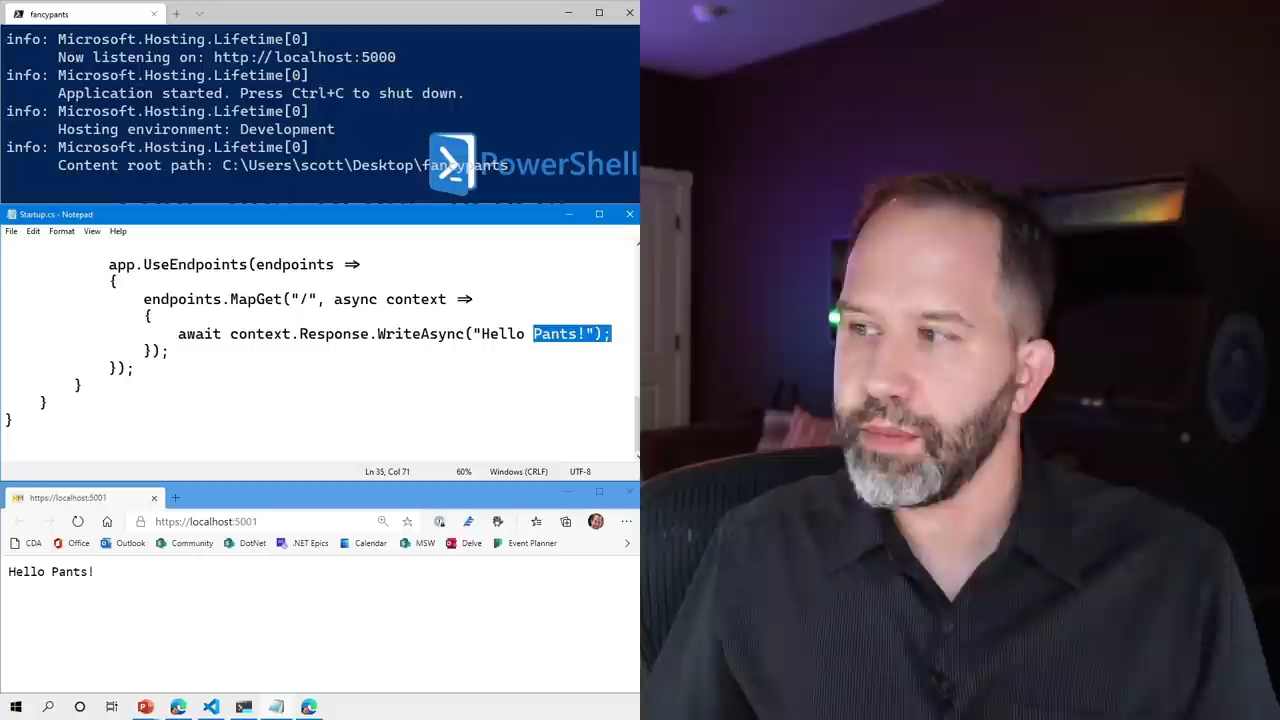 fancypants
info: Microsoft.Hosting.Lifetime[0]
Now listening on: http://localhost:5000
info: Microsoft.Hosting.Lifetime[0]
Application started. Press Ctrl+C to shut down.
info: Microsoft.Hosting.Lifetime[0]
Hosting environment: Development
info: Microsoft.Hosting.Lifetime[0]
Content root path: C:\Users\scott\Desktop\fancypants
PowerShell
Startup.cs - Notepad
File Edit Format View Help
app.UseEndpoints(endpoints =>
{
endpoints.MapGet("/", async context =>
{
await context.Response.WriteAsync("Hello Pants!");
});
});
}
}
}
Ln 35, Col 71 60% Windows (CRLF) UTF-8
https://localhost:5001
https://localhost:5001
CDA Office Outlook Community DotNet .NET Epics Calendar MSW Delve Event Planner
Hello Pants!